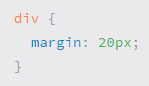 div {
  margin: 20px;
}